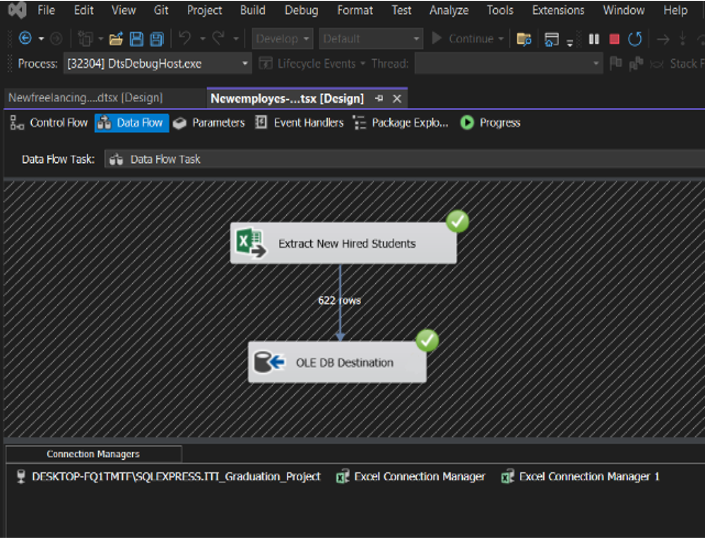 File Edit View Git Project Build Debug Format Test Analyze Tools Extensions Window Help
Develop Default Continue
Process: [32304] DtsDebugHost.exe Lifecycle Events Thread: Stack F
Newfreelancing....dtsx [Design] Newemployes-...tsx [Design]
Control Flow Data Flow Parameters Event Handlers Package Explo... Progress
Data Flow Task: Data Flow Task
Extract New Hired Students
622 rows
OLE DB Destination
Connection Managers
DESKTOP-FQ1TMTF\SQLEXPRESS.ITI_Graduation_Project Excel Connection Manager Excel Connection Manager 1